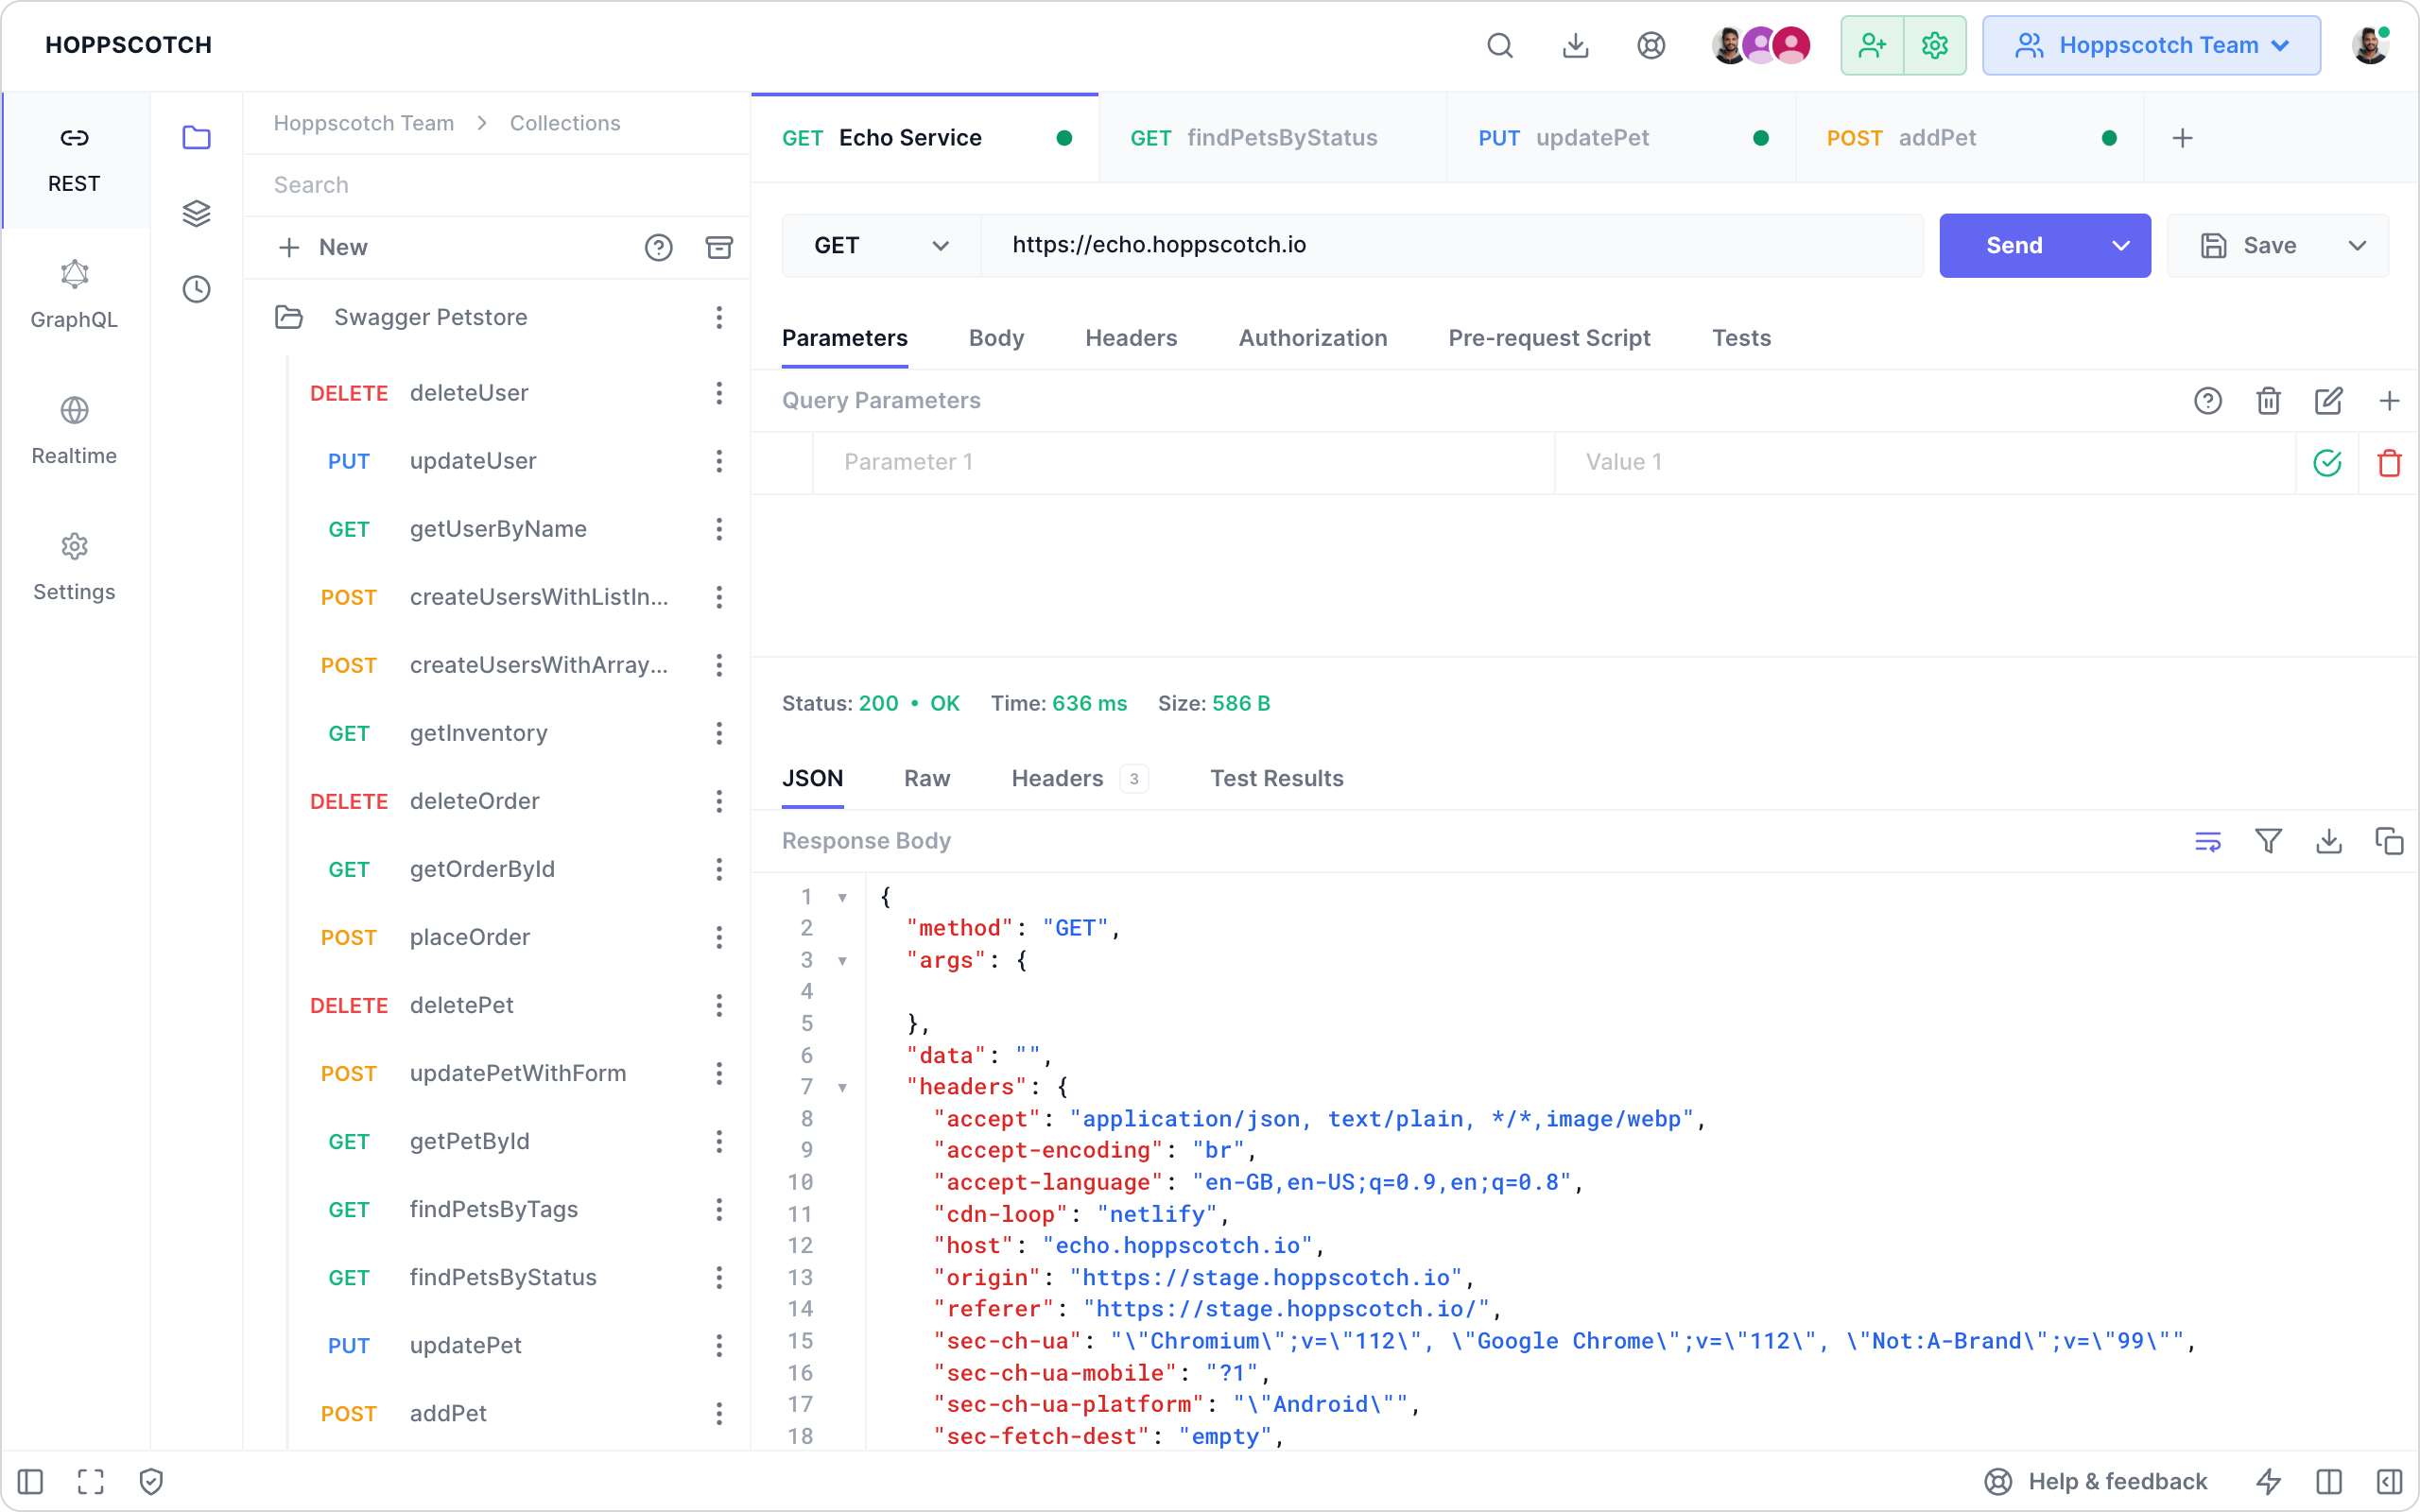 HOPPSCOTCH
Hoppscotch Team
REST
GraphQL
Realtime
Settings
Hoppscotch Team > Collections
Search
New
Swagger Petstore
DELETE deleteUser
PUT updateUser
GET getUserByName
POST createUsersWithListIn...
POST createUsersWithArray...
GET getInventory
DELETE deleteOrder
GET getOrderById
POST placeOrder
DELETE deletePet
POST updatePetWithForm
GET getPetById
GET findPetsByTags
GET findPetsByStatus
PUT updatePet
POST addPet
GET Echo Service GET findPetsByStatus PUT updatePet POST addPet
GET https://echo.hoppscotch.io Send Save
Parameters Body Headers Authorization Pre-request Script Tests
Query Parameters
Parameter 1 Value 1
Status: 200 • OK Time: 636 ms Size: 586 B
JSON Raw Headers 3 Test Results
Response Body
1 {
2 "method": "GET",
3 "args": {
4
5 },
6 "data": "",
7 "headers": {
8 "accept": "application/json, text/plain, */*,image/webp",
9 "accept-encoding": "br",
10 "accept-language": "en-GB,en-US;q=0.9,en;q=0.8",
11 "cdn-loop": "netlify",
12 "host": "echo.hoppscotch.io",
13 "origin": "https://stage.hoppscotch.io",
14 "referer": "https://stage.hoppscotch.io/",
15 "sec-ch-ua": "\"Chromium\";v=\"112\", \"Google Chrome\";v=\"112\", \"Not:A-Brand\";v=\"99\"",
16 "sec-ch-ua-mobile": "?1",
17 "sec-ch-ua-platform": "\"Android\"",
18 "sec-fetch-dest": "empty",
Help & feedback